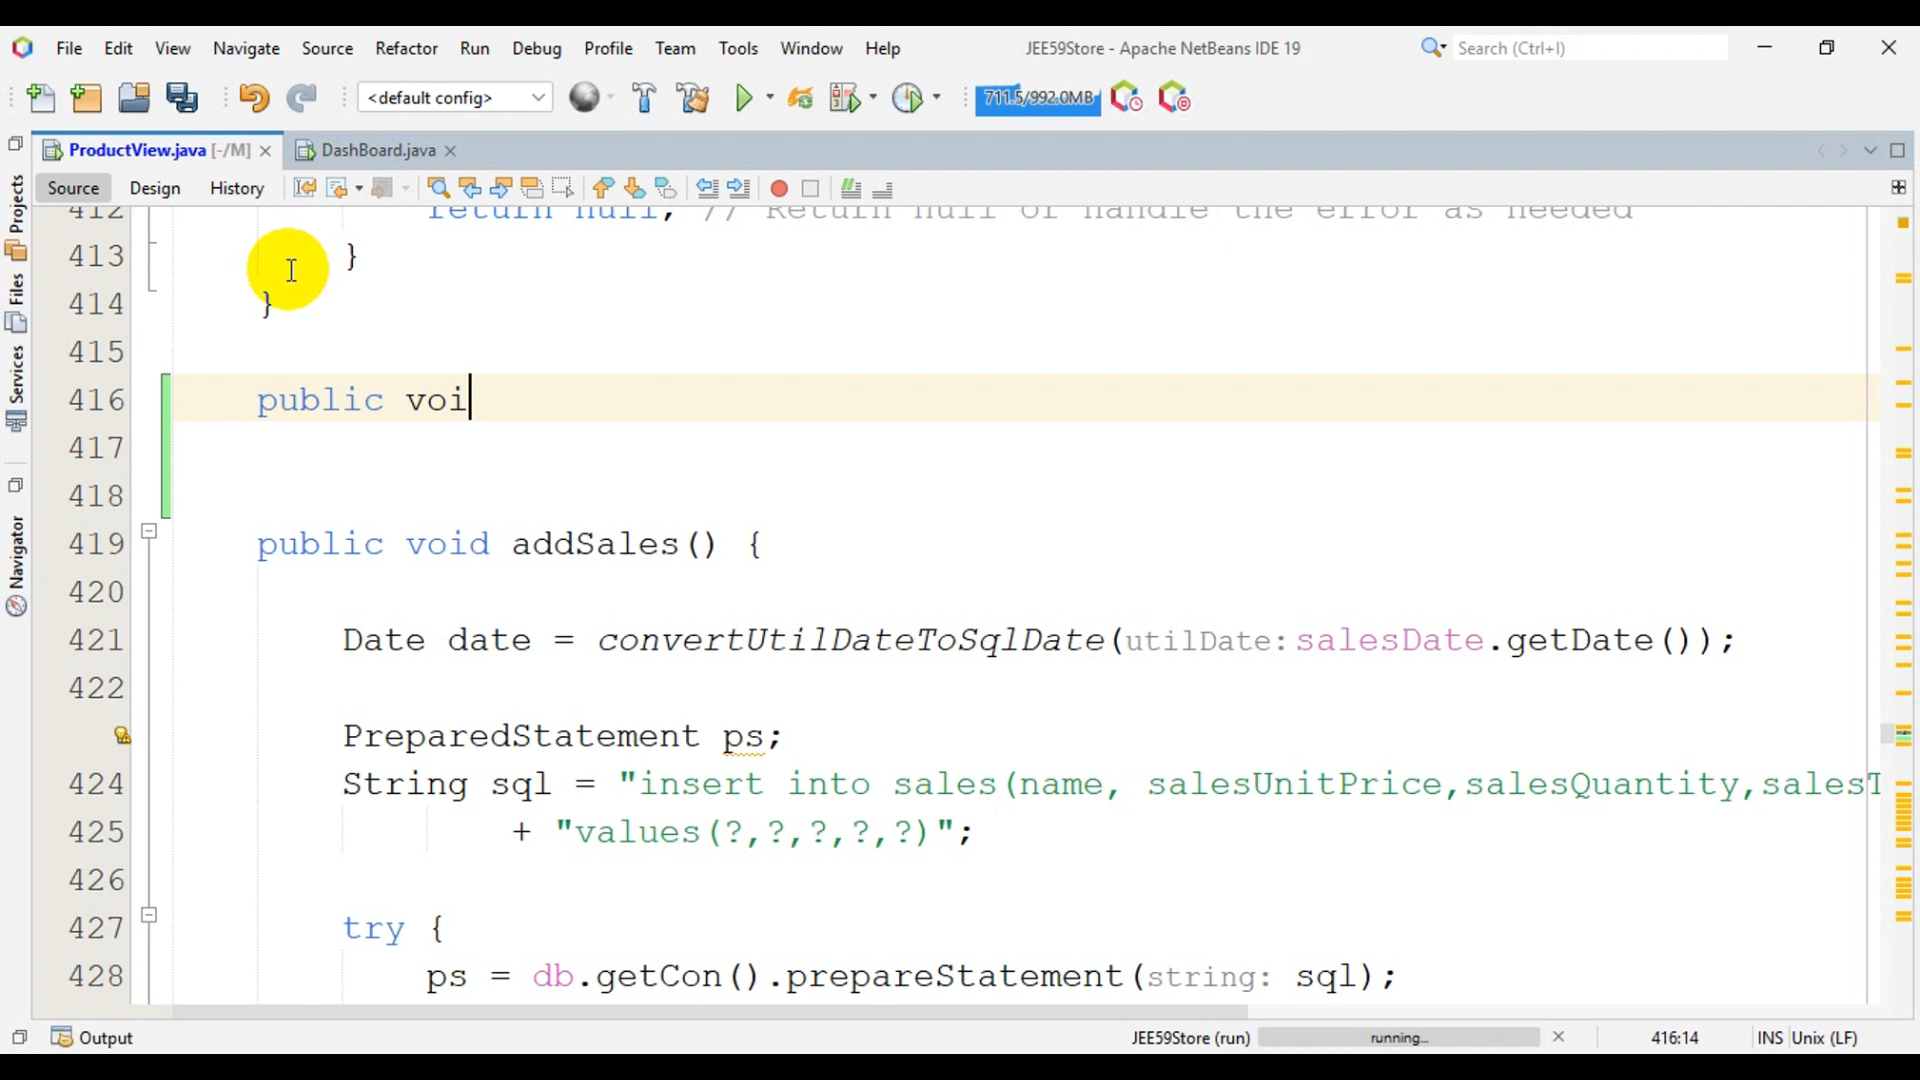 File Edit View Navigate Source Refactor Run Debug Profile Team Tools Window Help JEE59Store - Apache NetBeans IDE 19 Search (Ctrl+I)
<default config> 711.5/992.0MB
ProductView.java [-/M] DashBoard.java
Source Design History
Projects
Files
Services
Navigator
412 return null; // Return null or handle the error as needed
413 }
414 }
415
416 public voi
417
418
419 public void addSales() {
420
421 Date date = convertUtilDateToSqlDate(utilDate:salesDate.getDate());
422
PreparedStatement ps;
424 String sql = "insert into sales(name, salesUnitPrice,salesQuantity,salesT
425 + "values(?,?,?,?,?)";
426
427 try {
428 ps = db.getCon().prepareStatement(string: sql);
Output JEE59Store (run) running... 416:14 INS Unix (LF)